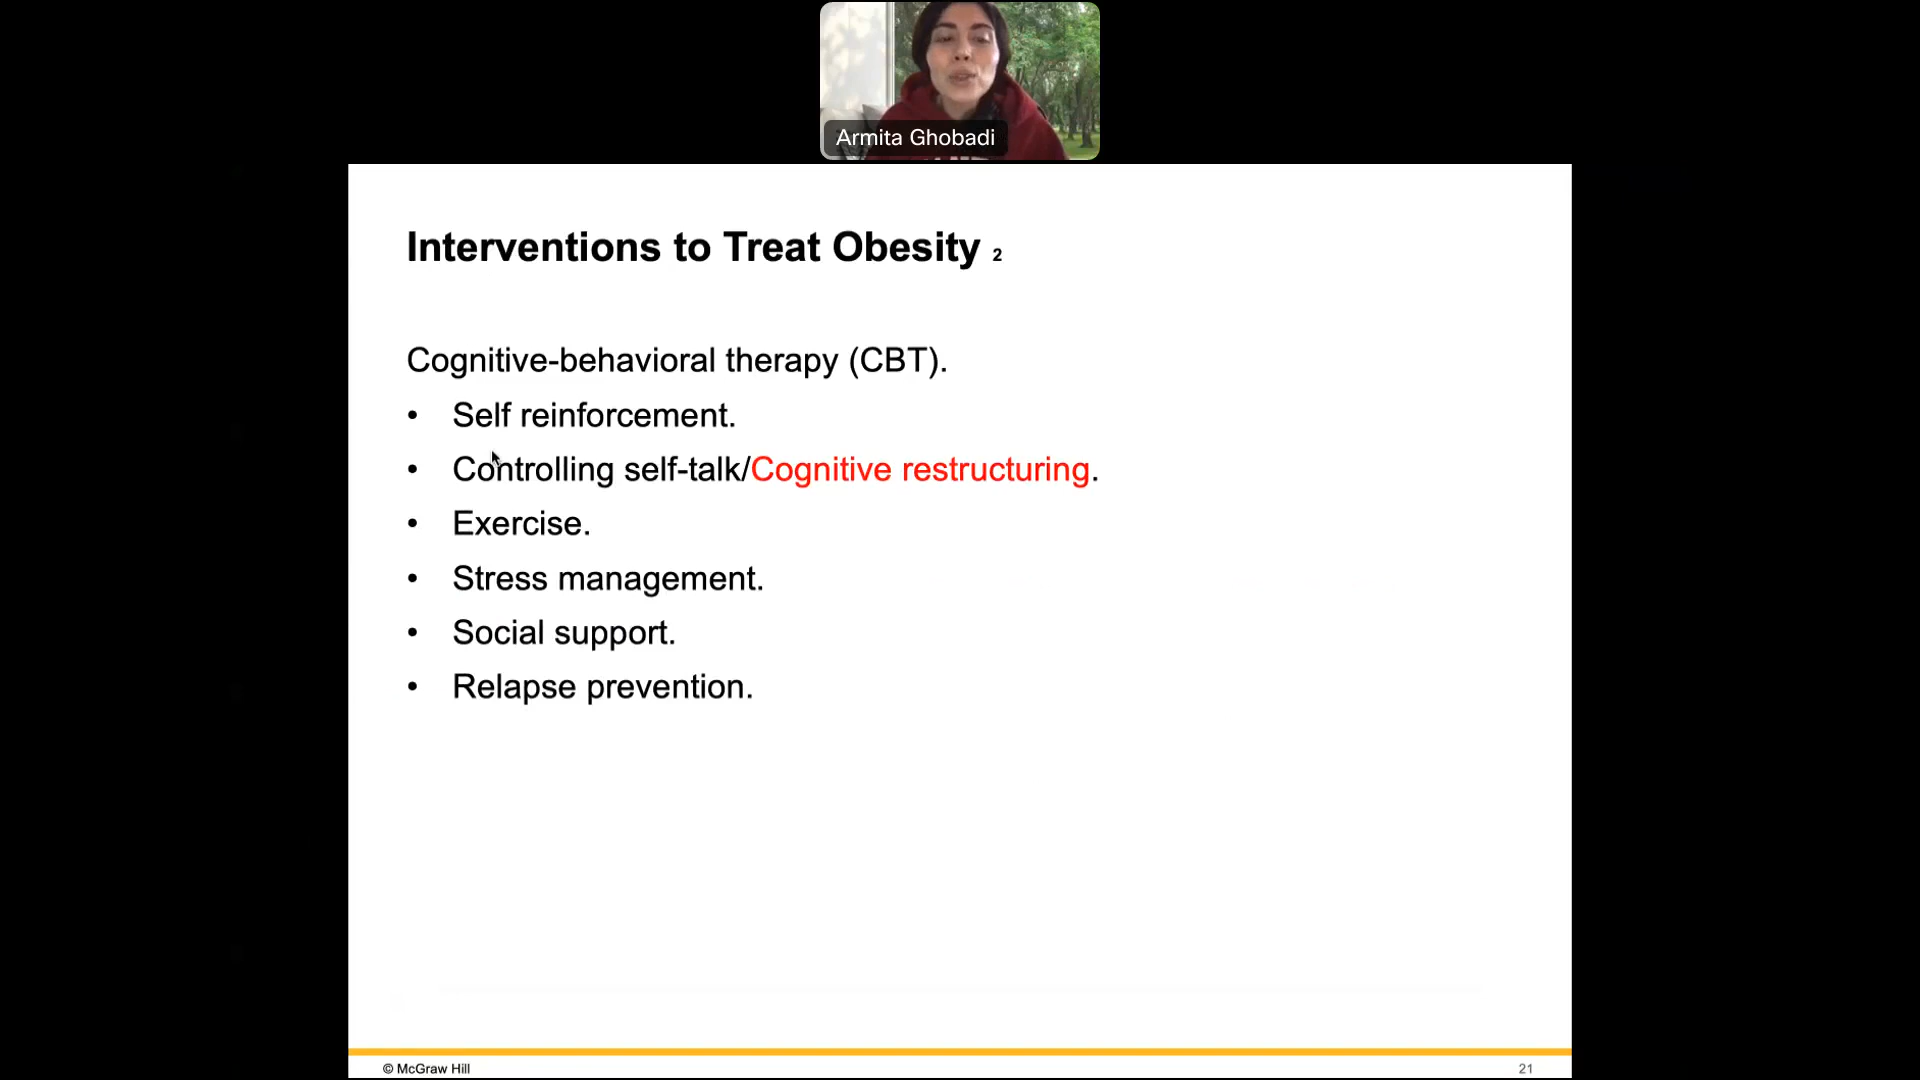 Armita Ghobadi
Interventions to Treat Obesity 2
Cognitive-behavioral therapy (CBT).
• Self reinforcement.
• Controlling self-talk/Cognitive restructuring.
• Exercise.
• Stress management.
• Social support.
• Relapse prevention.
© McGraw Hill
21